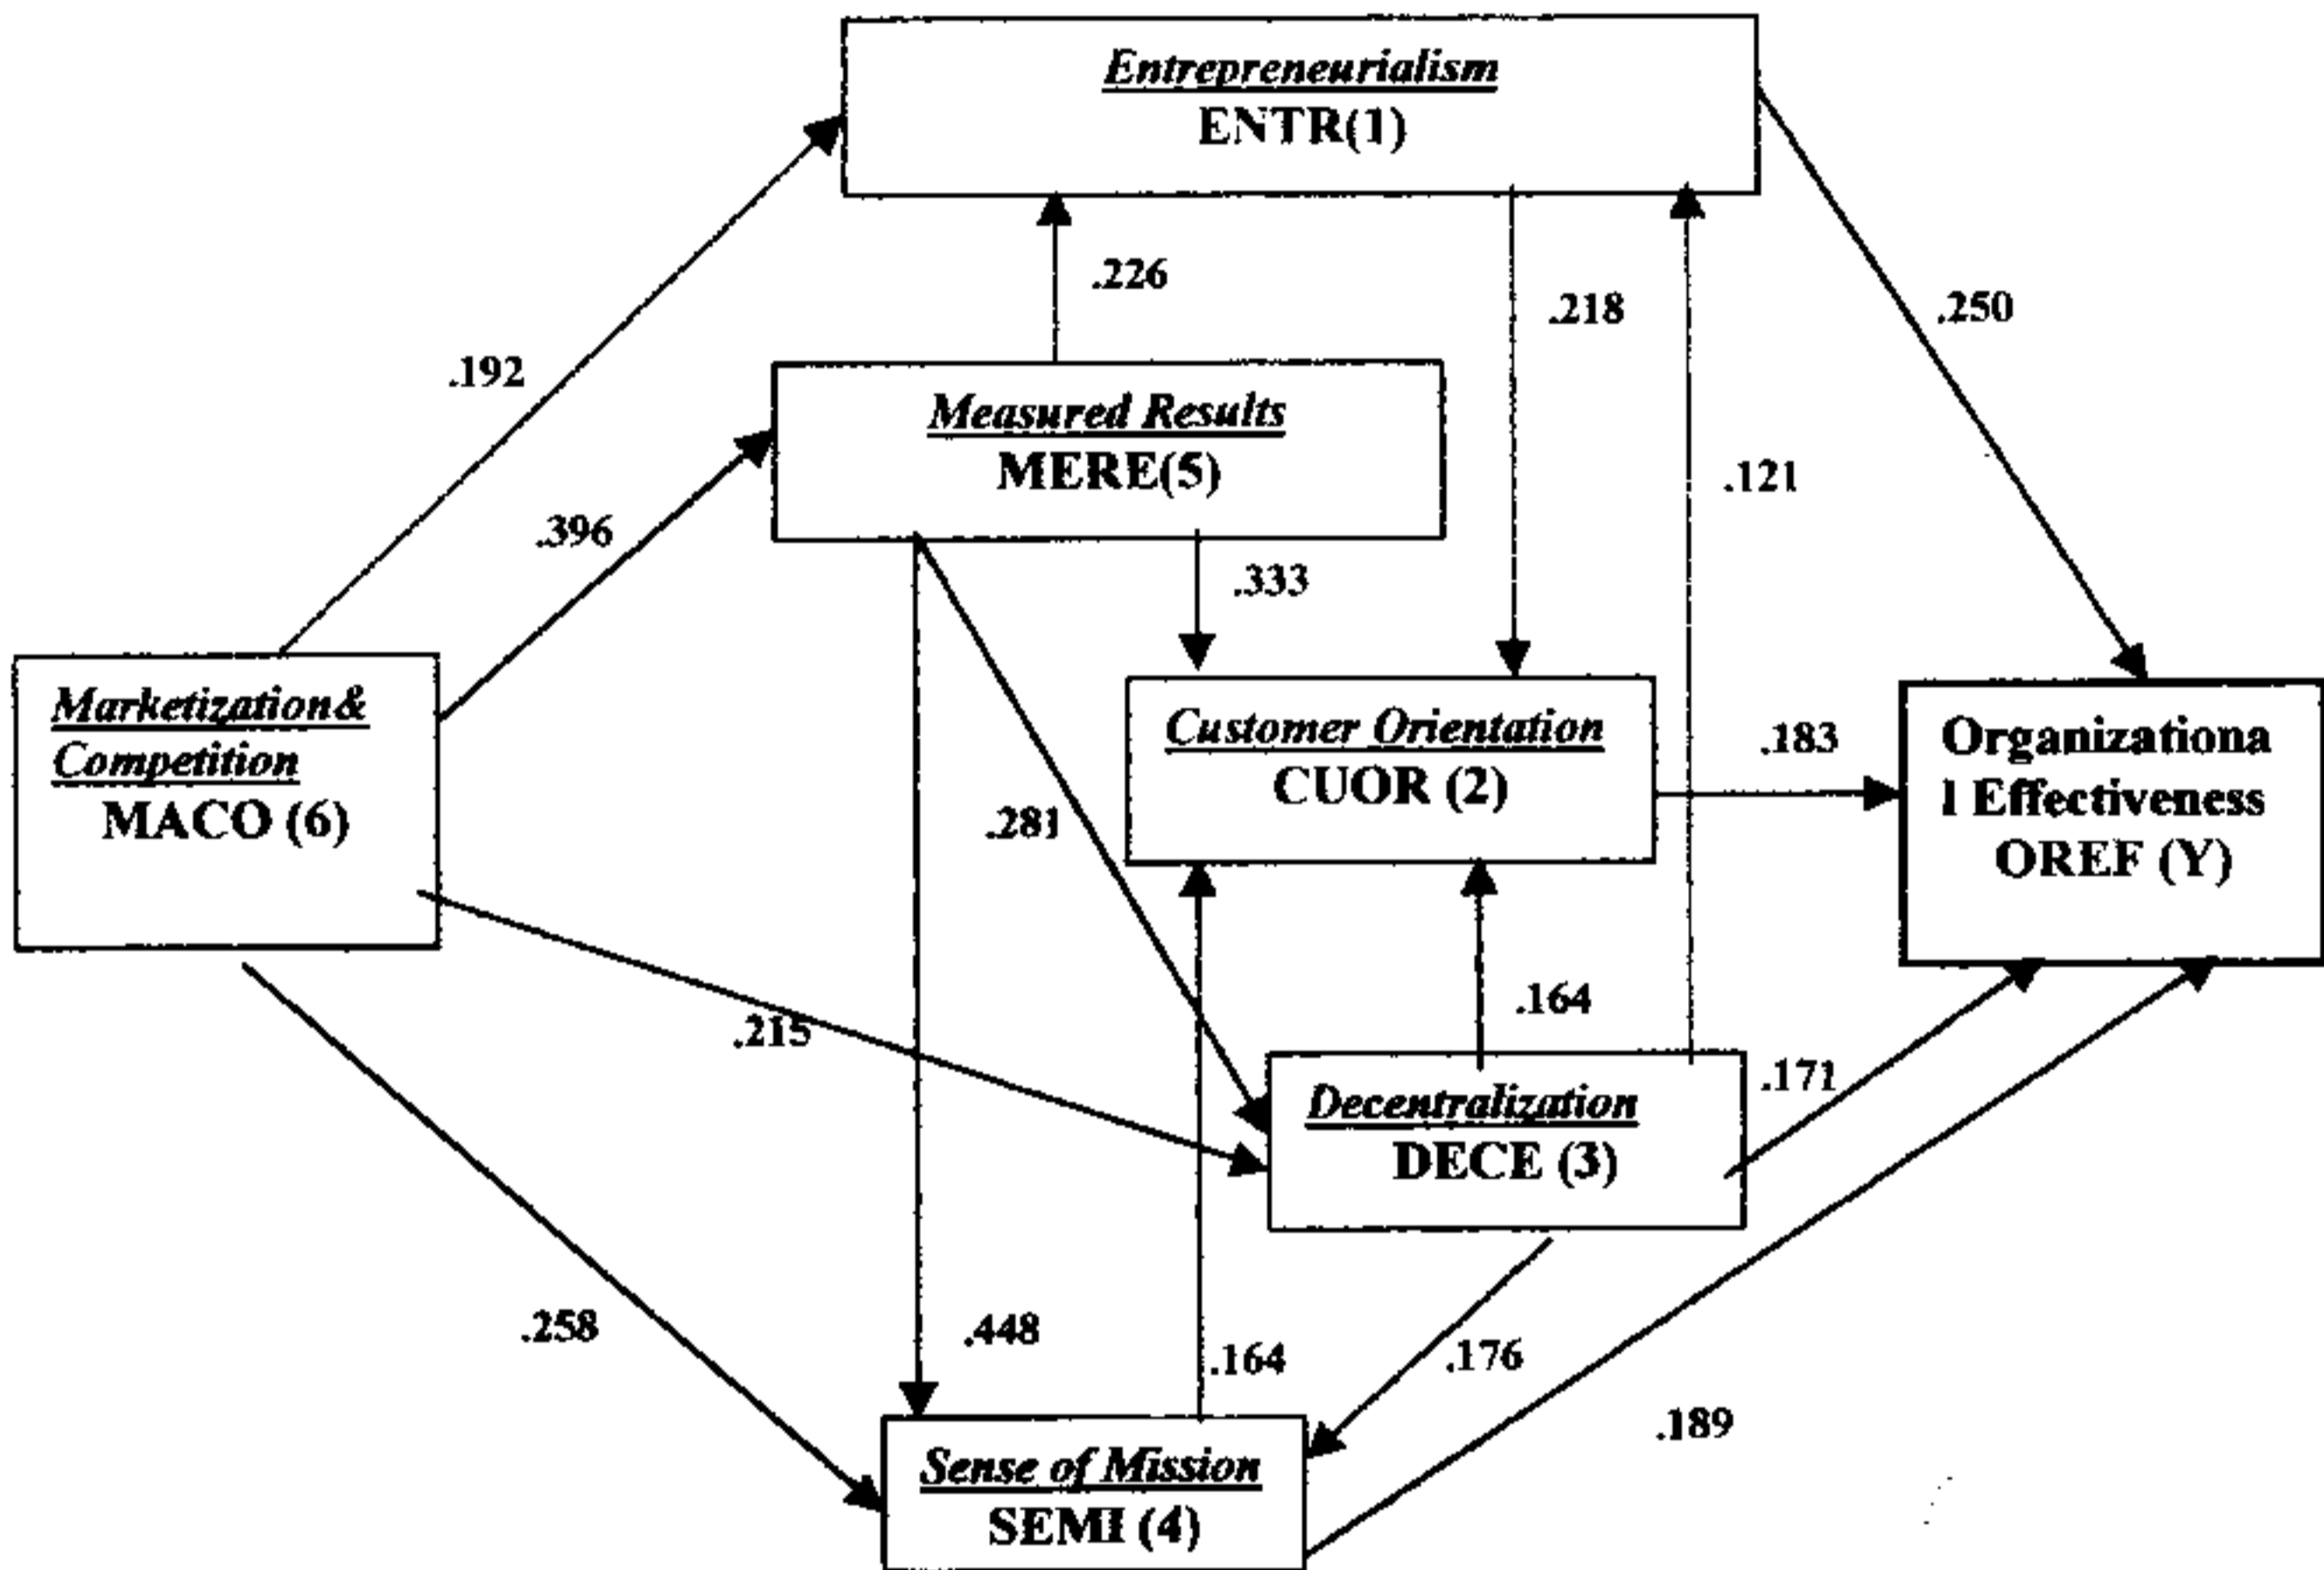 Entrepreneurialism
ENTR(1)
.226
.218
.250
.192
Measured Results
MERE(5)
.121
.396
.333
Marketization&
Competition
MACO (6)
Customer Orientation
CUOR (2)
.183
Organizationa
l Effectiveness
OREF (Y)
.281
.164
.215
Decentralization
DECE (3)
.171
.258
.448
.164
.176
.189
Sense of Mission
SEMI (4)